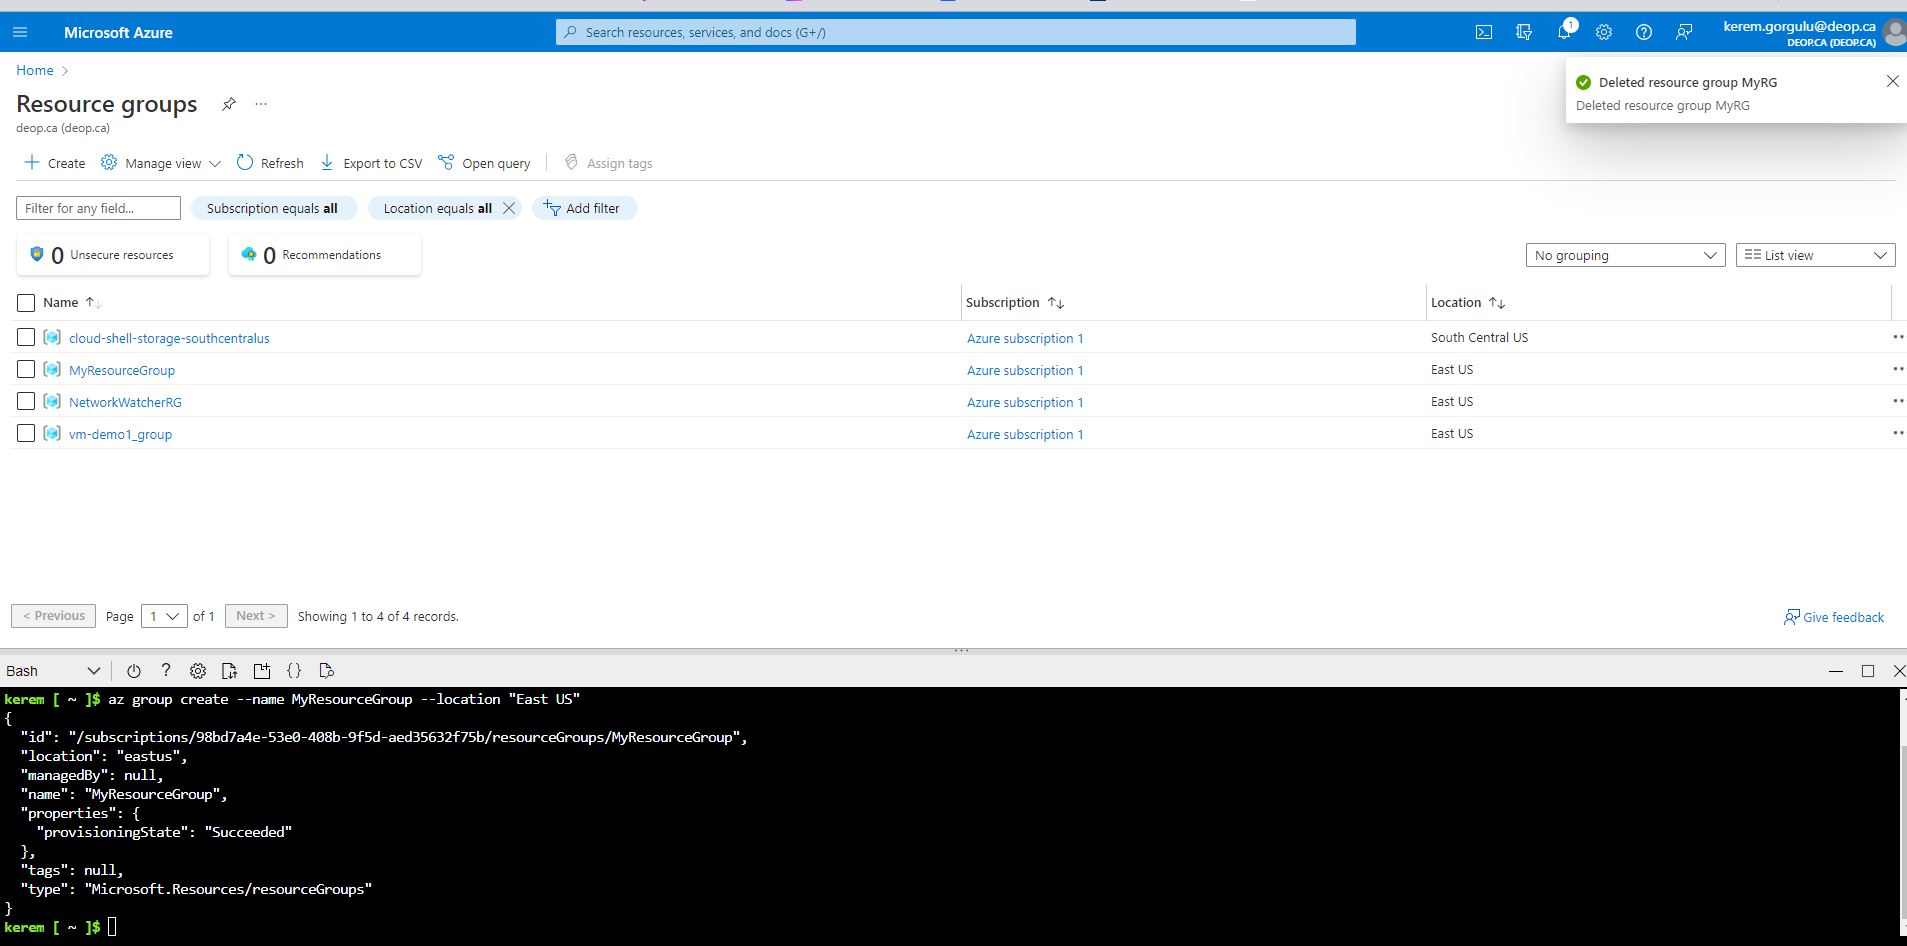 Microsoft Azure
Search resources, services, and docs (G+/)
1
kerem.gorgulu@deop.ca
DEOP.CA (DEOP.CA)
Home
Resource groups
deop.ca (deop.ca)
Deleted resource group MyRG
Deleted resource group MyRG
Create Manage view Refresh Export to CSV Open query Assign tags
Filter for any field... Subscription equals all Location equals all Add filter
0 Unsecure resources 0 Recommendations No grouping List view
Name Subscription Location
cloud-shell-storage-southcentralus Azure subscription 1 South Central US
MyResourceGroup Azure subscription 1 East US
NetworkWatcherRG Azure subscription 1 East US
vm-demo1_group Azure subscription 1 East US
< Previous Page 1 of 1 Next > Showing 1 to 4 of 4 records. Give feedback
Bash
kerem [ ~ ]$ az group create --name MyResourceGroup --location "East US"
{
"id": "/subscriptions/98bd7a4e-53e0-408b-9f5d-aed35632f75b/resourceGroups/MyResourceGroup",
"location": "eastus",
"managedBy": null,
"name": "MyResourceGroup",
"properties": {
"provisioningState": "Succeeded"
},
"tags": null,
"type": "Microsoft.Resources/resourceGroups"
}
kerem [ ~ ]$